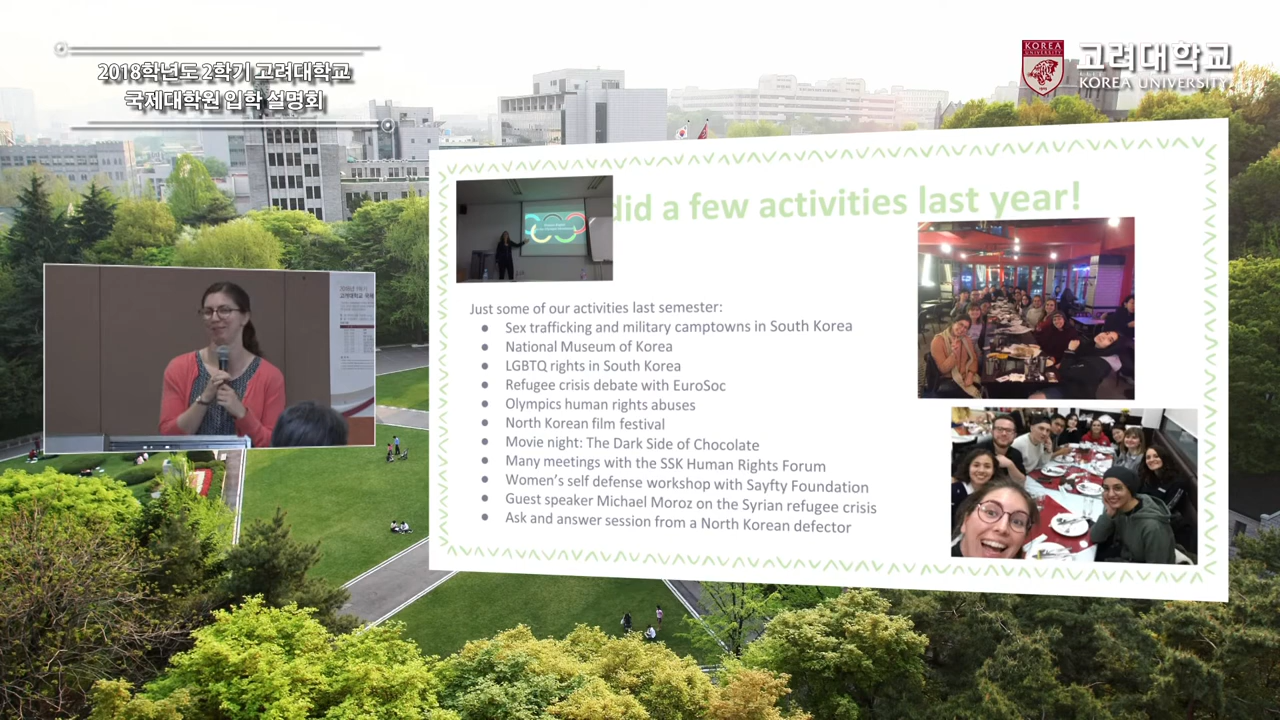 2018학년도 2학기 고려대학교
국제대학원 입학 설명회
KOREA
UNIVERSITY
고려대학교
KOREA UNIVERSITY
did a few activities last year!
Just some of our activities last semester:
● Sex trafficking and military camptowns in South Korea
● National Museum of Korea
● LGBTQ rights in South Korea
● Refugee crisis debate with EuroSoc
● Olympics human rights abuses
● North Korean film festival
● Movie night: The Dark Side of Chocolate
● Many meetings with the SSK Human Rights Forum
● Women's self defense workshop with Sayfty Foundation
● Guest speaker Michael Moroz on the Syrian refugee crisis
● Ask and answer session from a North Korean defector